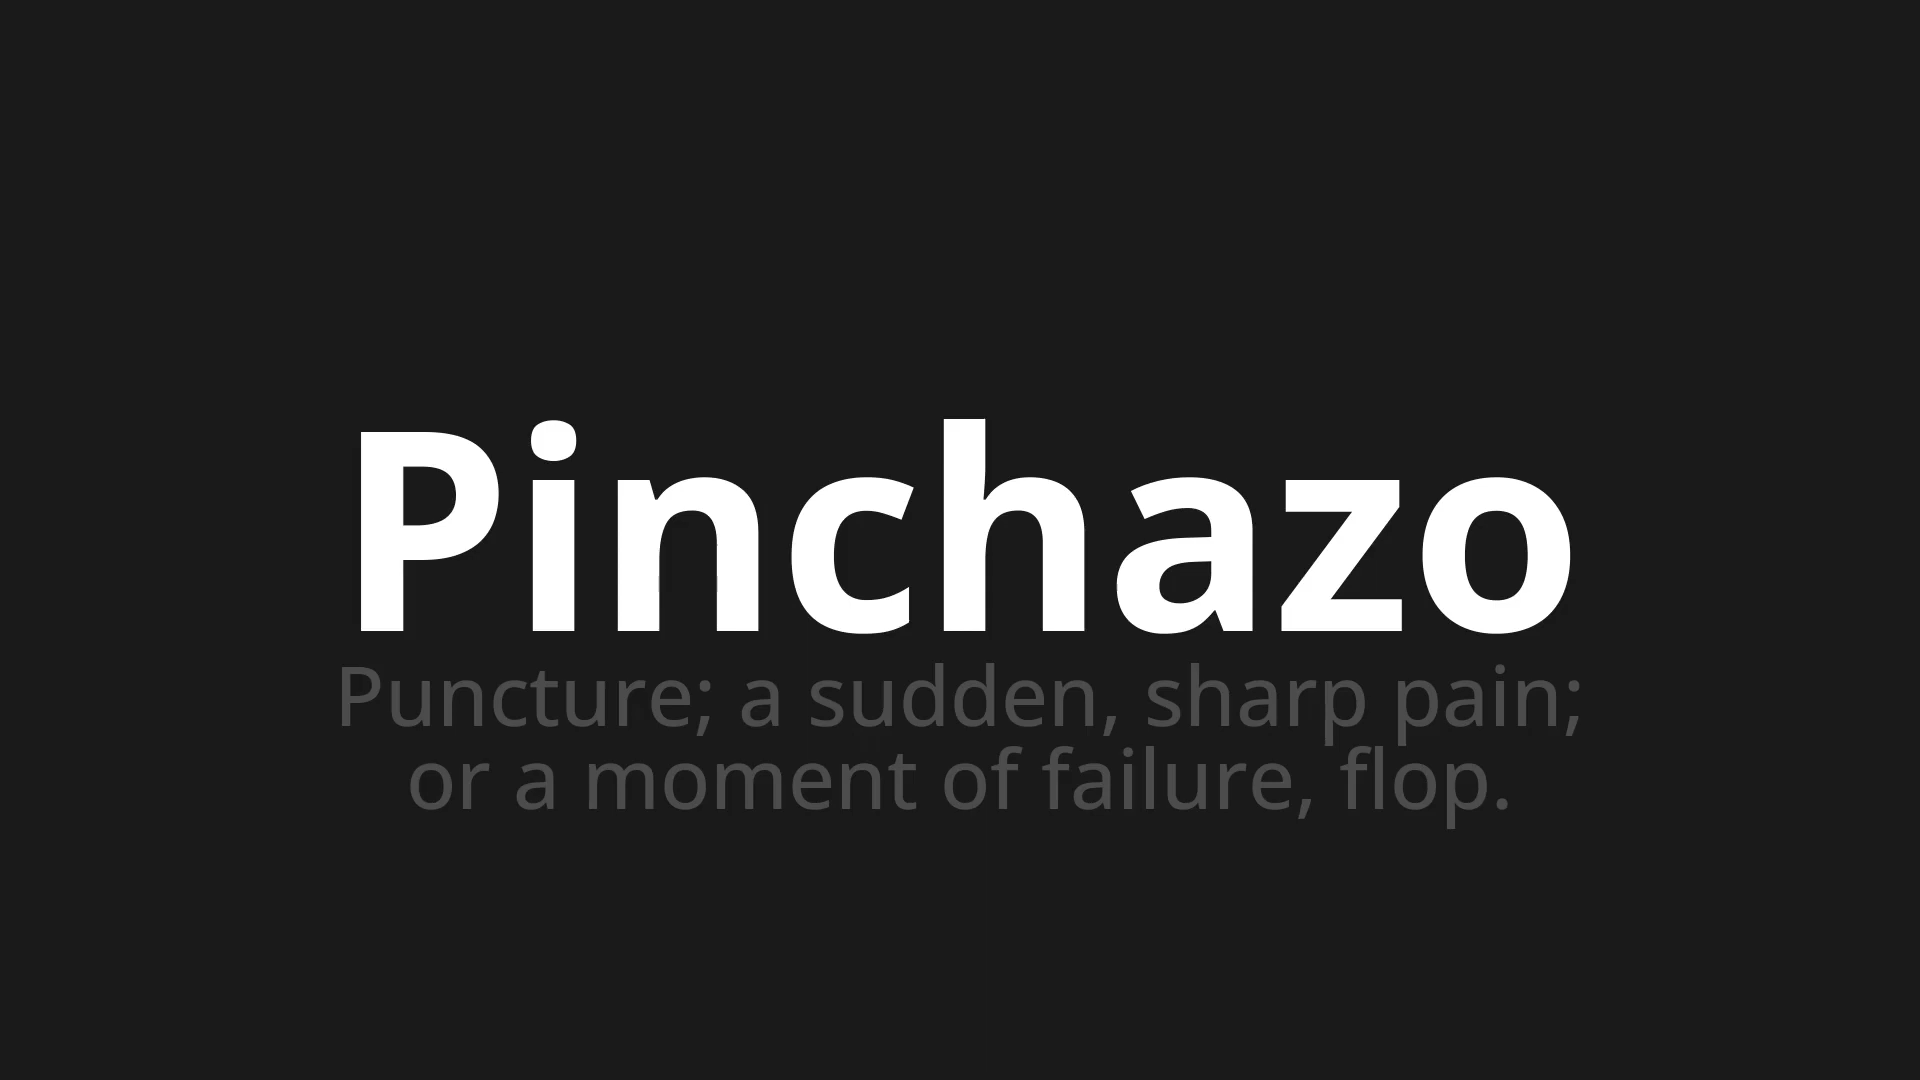 Pinchazo
Puncture; a sudden, sharp pain;
or a moment of failure, flop.